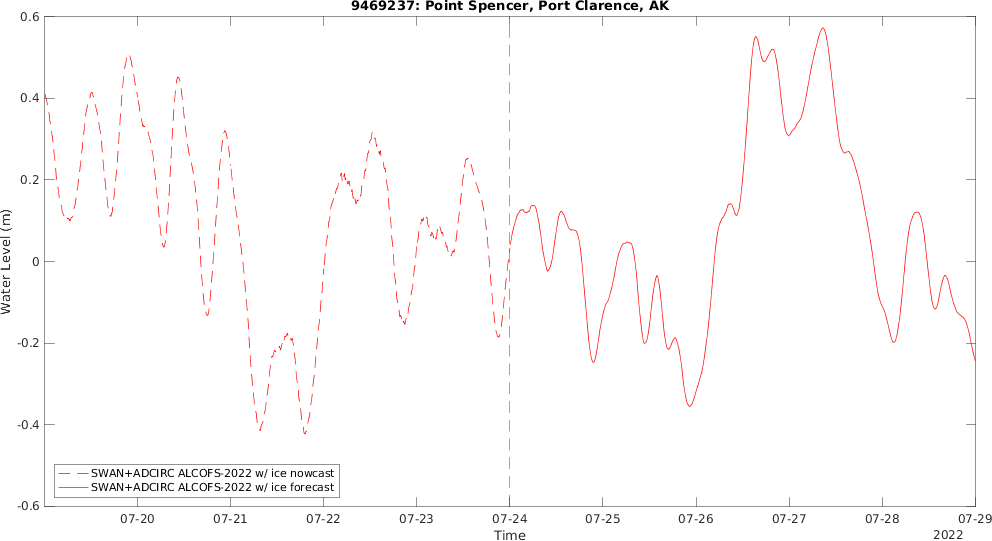 9469237: Point Spencer, Port Clarence, AK
0.6
0.4
0.2
0
-0.2
-0.4
-0.6
Water Level (m)
SWAN+ADCIRC ALCOFS-2022 w/ ice nowcast
SWAN+ADCIRC ALCOFS-2022 w/ ice forecast
07-20 07-21 07-22 07-23 07-24 07-25 07-26 07-27 07-28 07-29
Time
2022